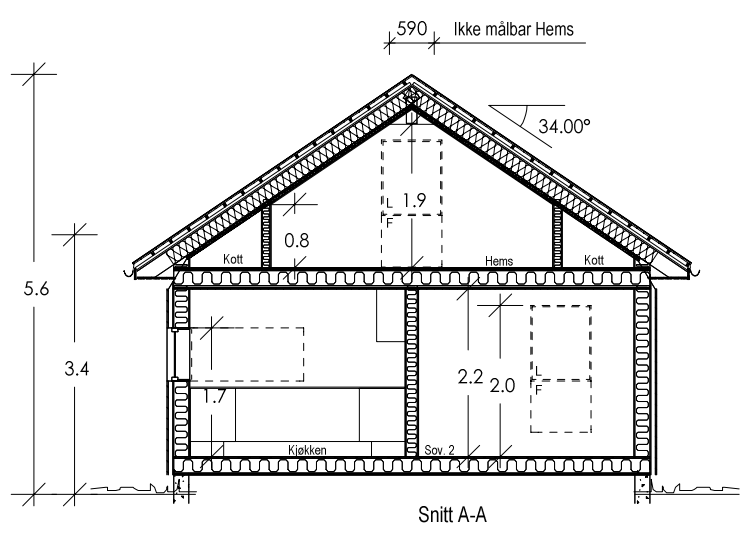 590 Ikke målbar Hems
34.00°
1.9
L
F
0.8
Kott Hems Kott
5.6
3.4
L
2.2 2.0
F
1.7
Kjøkken Sov. 2
Snitt A-A